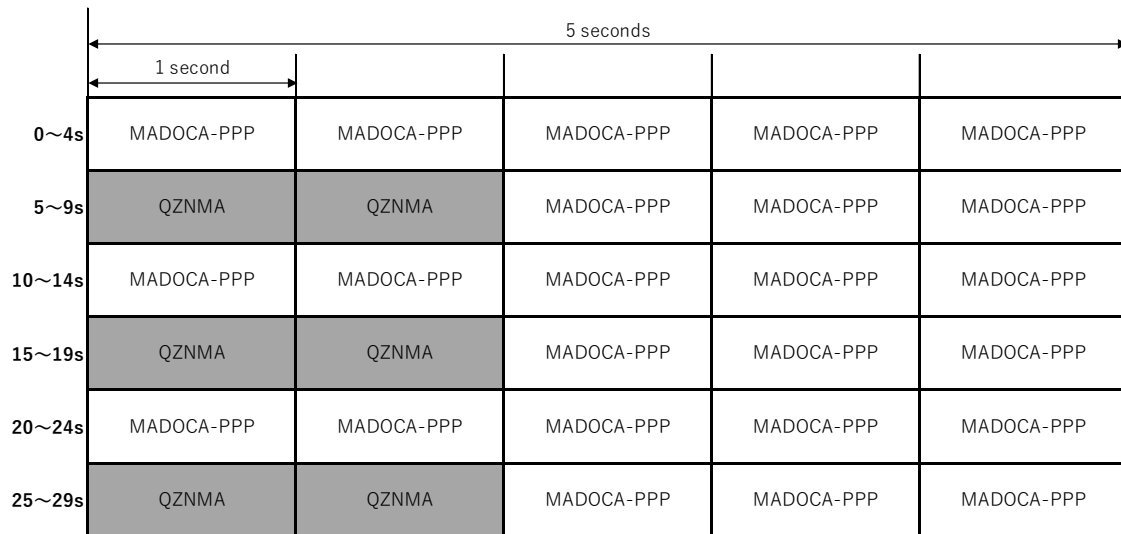 5 seconds
1 second
0～4s MADOCA-PPP MADOCA-PPP MADOCA-PPP MADOCA-PPP MADOCA-PPP
5～9s QZNMA QZNMA MADOCA-PPP MADOCA-PPP MADOCA-PPP
10～14s MADOCA-PPP MADOCA-PPP MADOCA-PPP MADOCA-PPP MADOCA-PPP
15～19s QZNMA QZNMA MADOCA-PPP MADOCA-PPP MADOCA-PPP
20～24s MADOCA-PPP MADOCA-PPP MADOCA-PPP MADOCA-PPP MADOCA-PPP
25～29s QZNMA QZNMA MADOCA-PPP MADOCA-PPP MADOCA-PPP